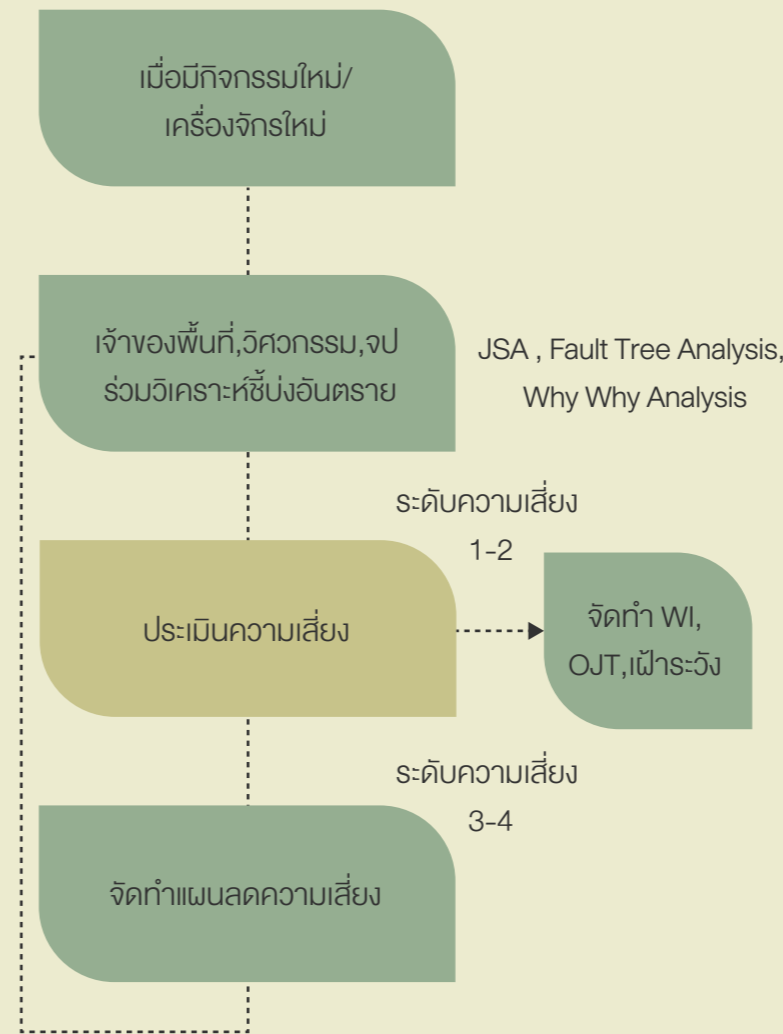 เมื่อมีกิจกรรมใหม่/
เครื่องจักรใหม่
เจ้าของพื้นที่,วิศวกรรม,จป
ร่วมวิเคราะห์ชี้บ่งอันตราย
JSA , Fault Tree Analysis,
Why Why Analysis
ระดับความเสี่ยง
1-2
ประเมินความเสี่ยง
จัดทำ WI,
OJT,เฝ้าระวัง
ระดับความเสี่ยง
3-4
จัดทำแผนลดความเสี่ยง